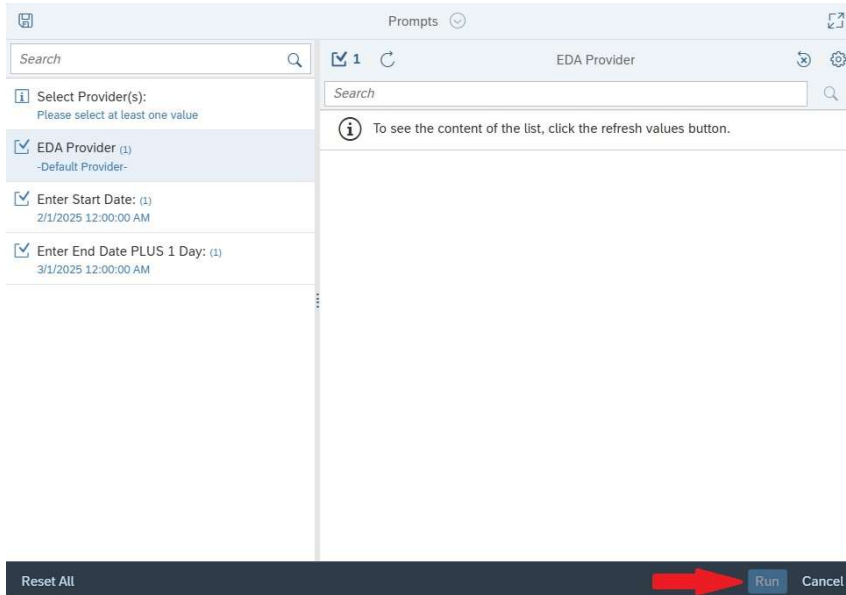 Prompts
Search
1
EDA Provider
Select Provider(s):
Please select at least one value
EDA Provider (1)
-Default Provider-
Enter Start Date: (1)
2/1/2025 12:00:00 AM
Enter End Date PLUS 1 Day: (1)
3/1/2025 12:00:00 AM
Search
To see the content of the list, click the refresh values button.
Reset All
Run
Cancel